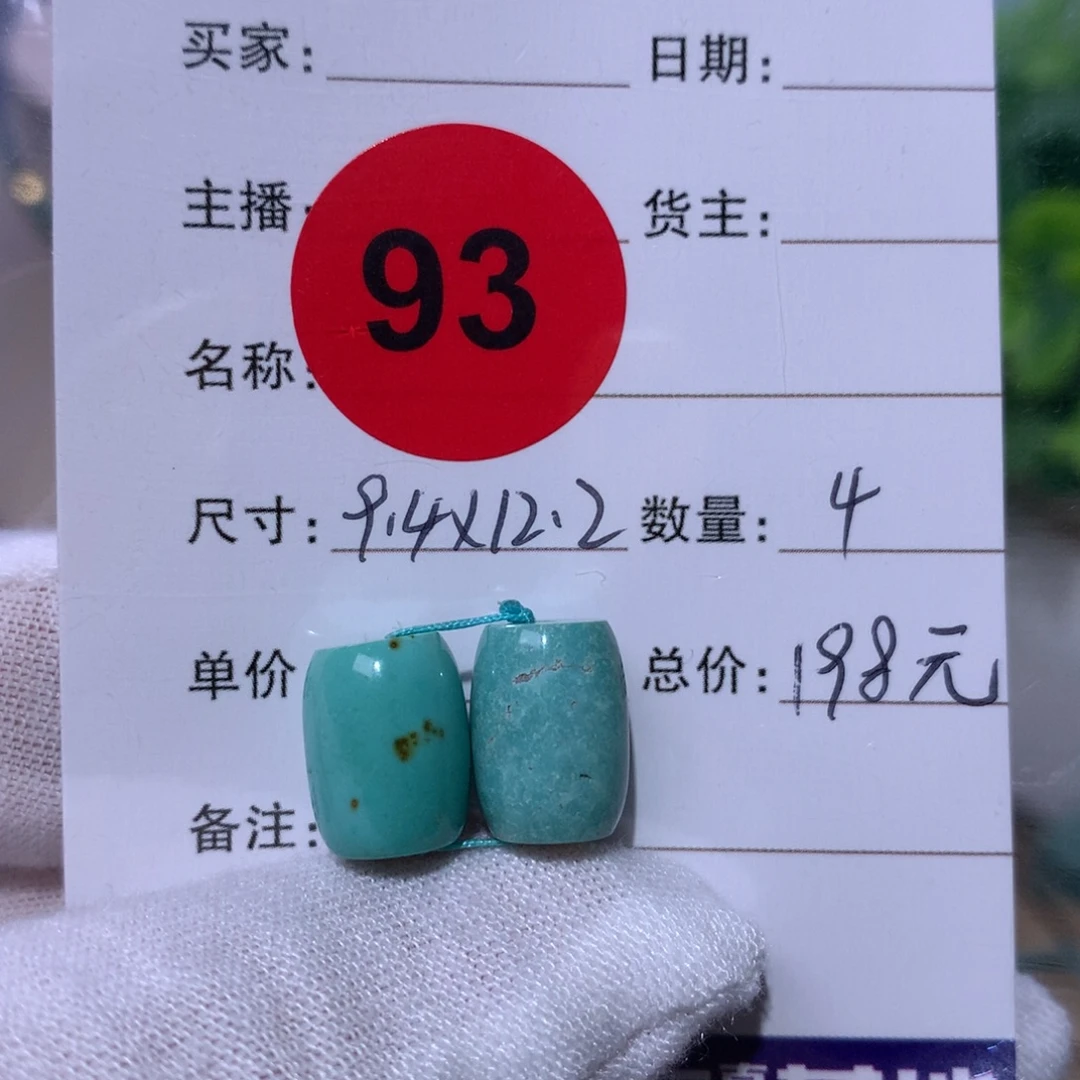 买家： 日期：
主播： 货主：
93
名称：
尺寸：9.4x12.2 数量：4
单价 总价：198元
备注：